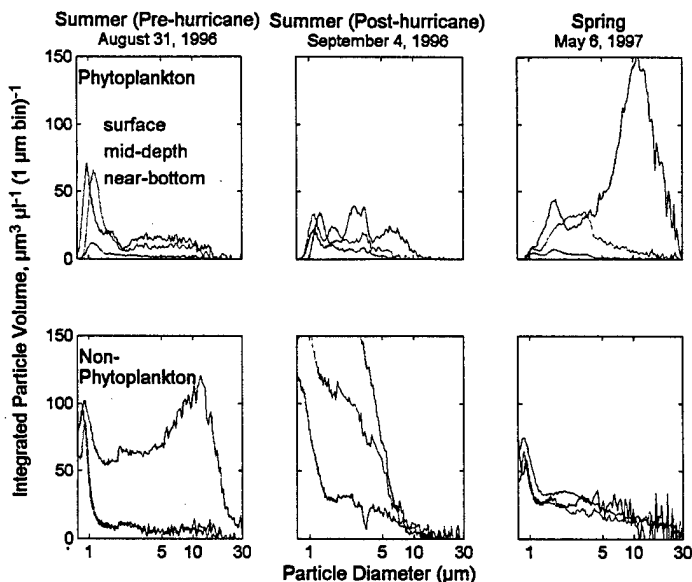 Summer (Pre-hurricane)
August 31, 1996
Summer (Post-hurricane)
September 4, 1996
Spring
May 6, 1997
Integrated Particle Volume, µm³ µl⁻¹ (1 µm bin)⁻¹
150
100
50
0
Phytoplankton
surface
mid-depth
near-bottom
150
100
50
0
Non-
Phytoplankton
1 5 10 30
1 5 10 30
1 5 10 30
Particle Diameter (µm)